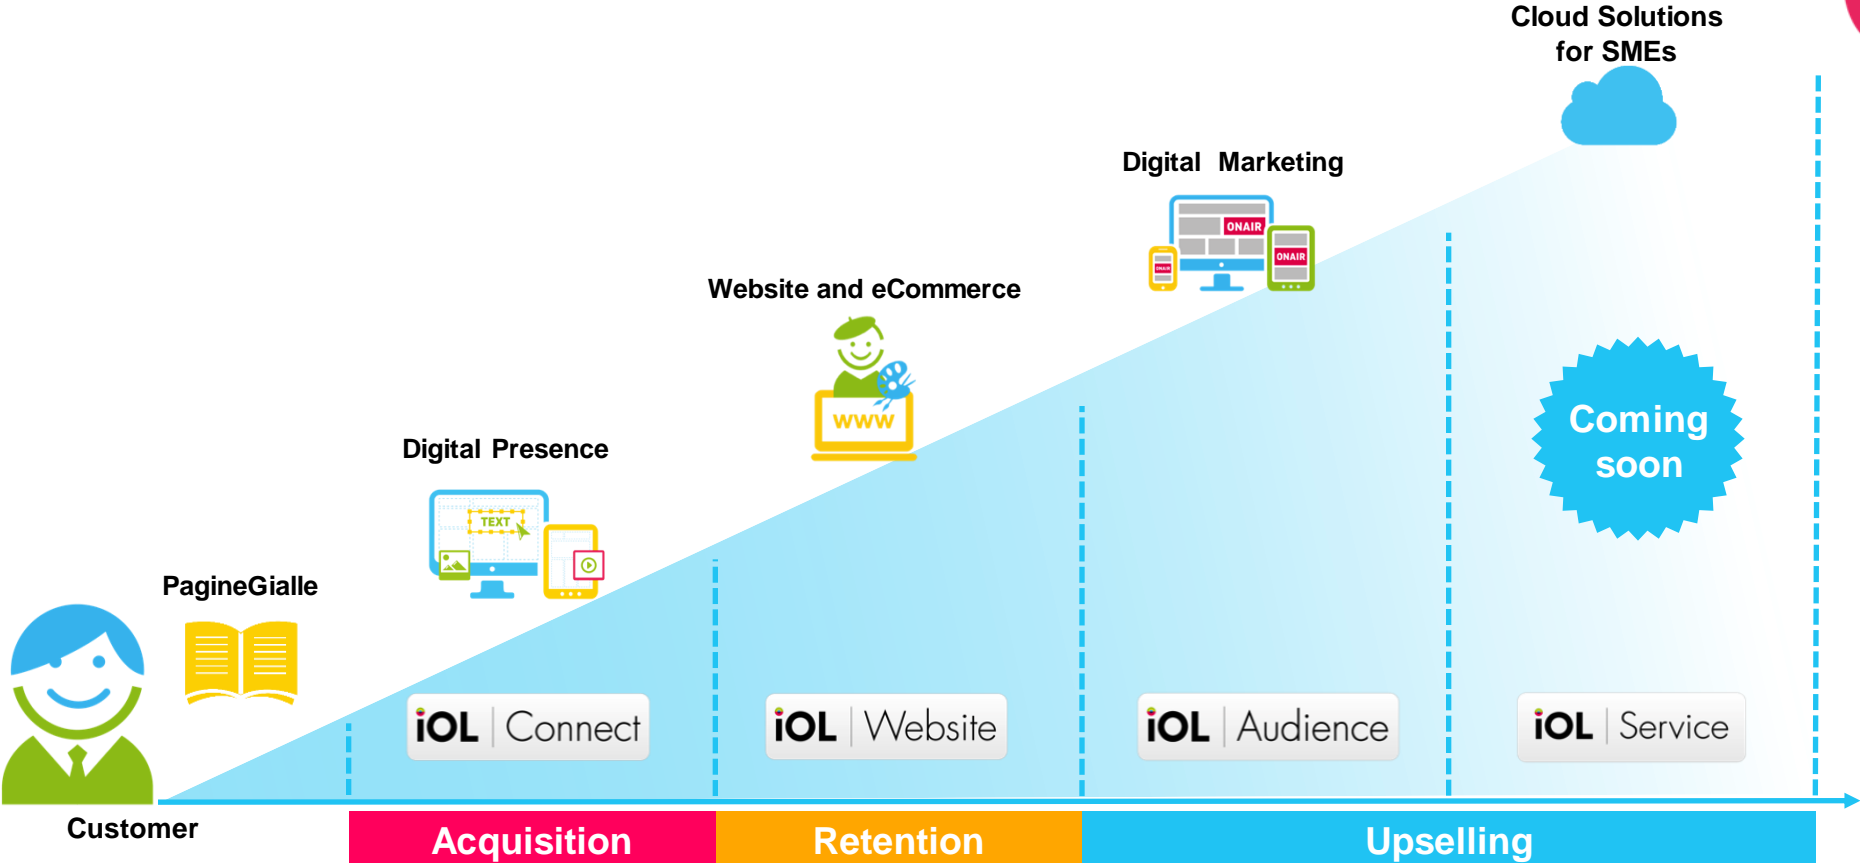 Cloud Solutions
for SMEs
Digital Marketing
ONAIR
ONAIR
ONAIR
Website and eCommerce
WWW
Coming
soon
Digital Presence
TEXT
PagineGialle
iOL | Connect
iOL | Website
iOL | Audience
iOL | Service
Customer
Acquisition
Retention
Upselling